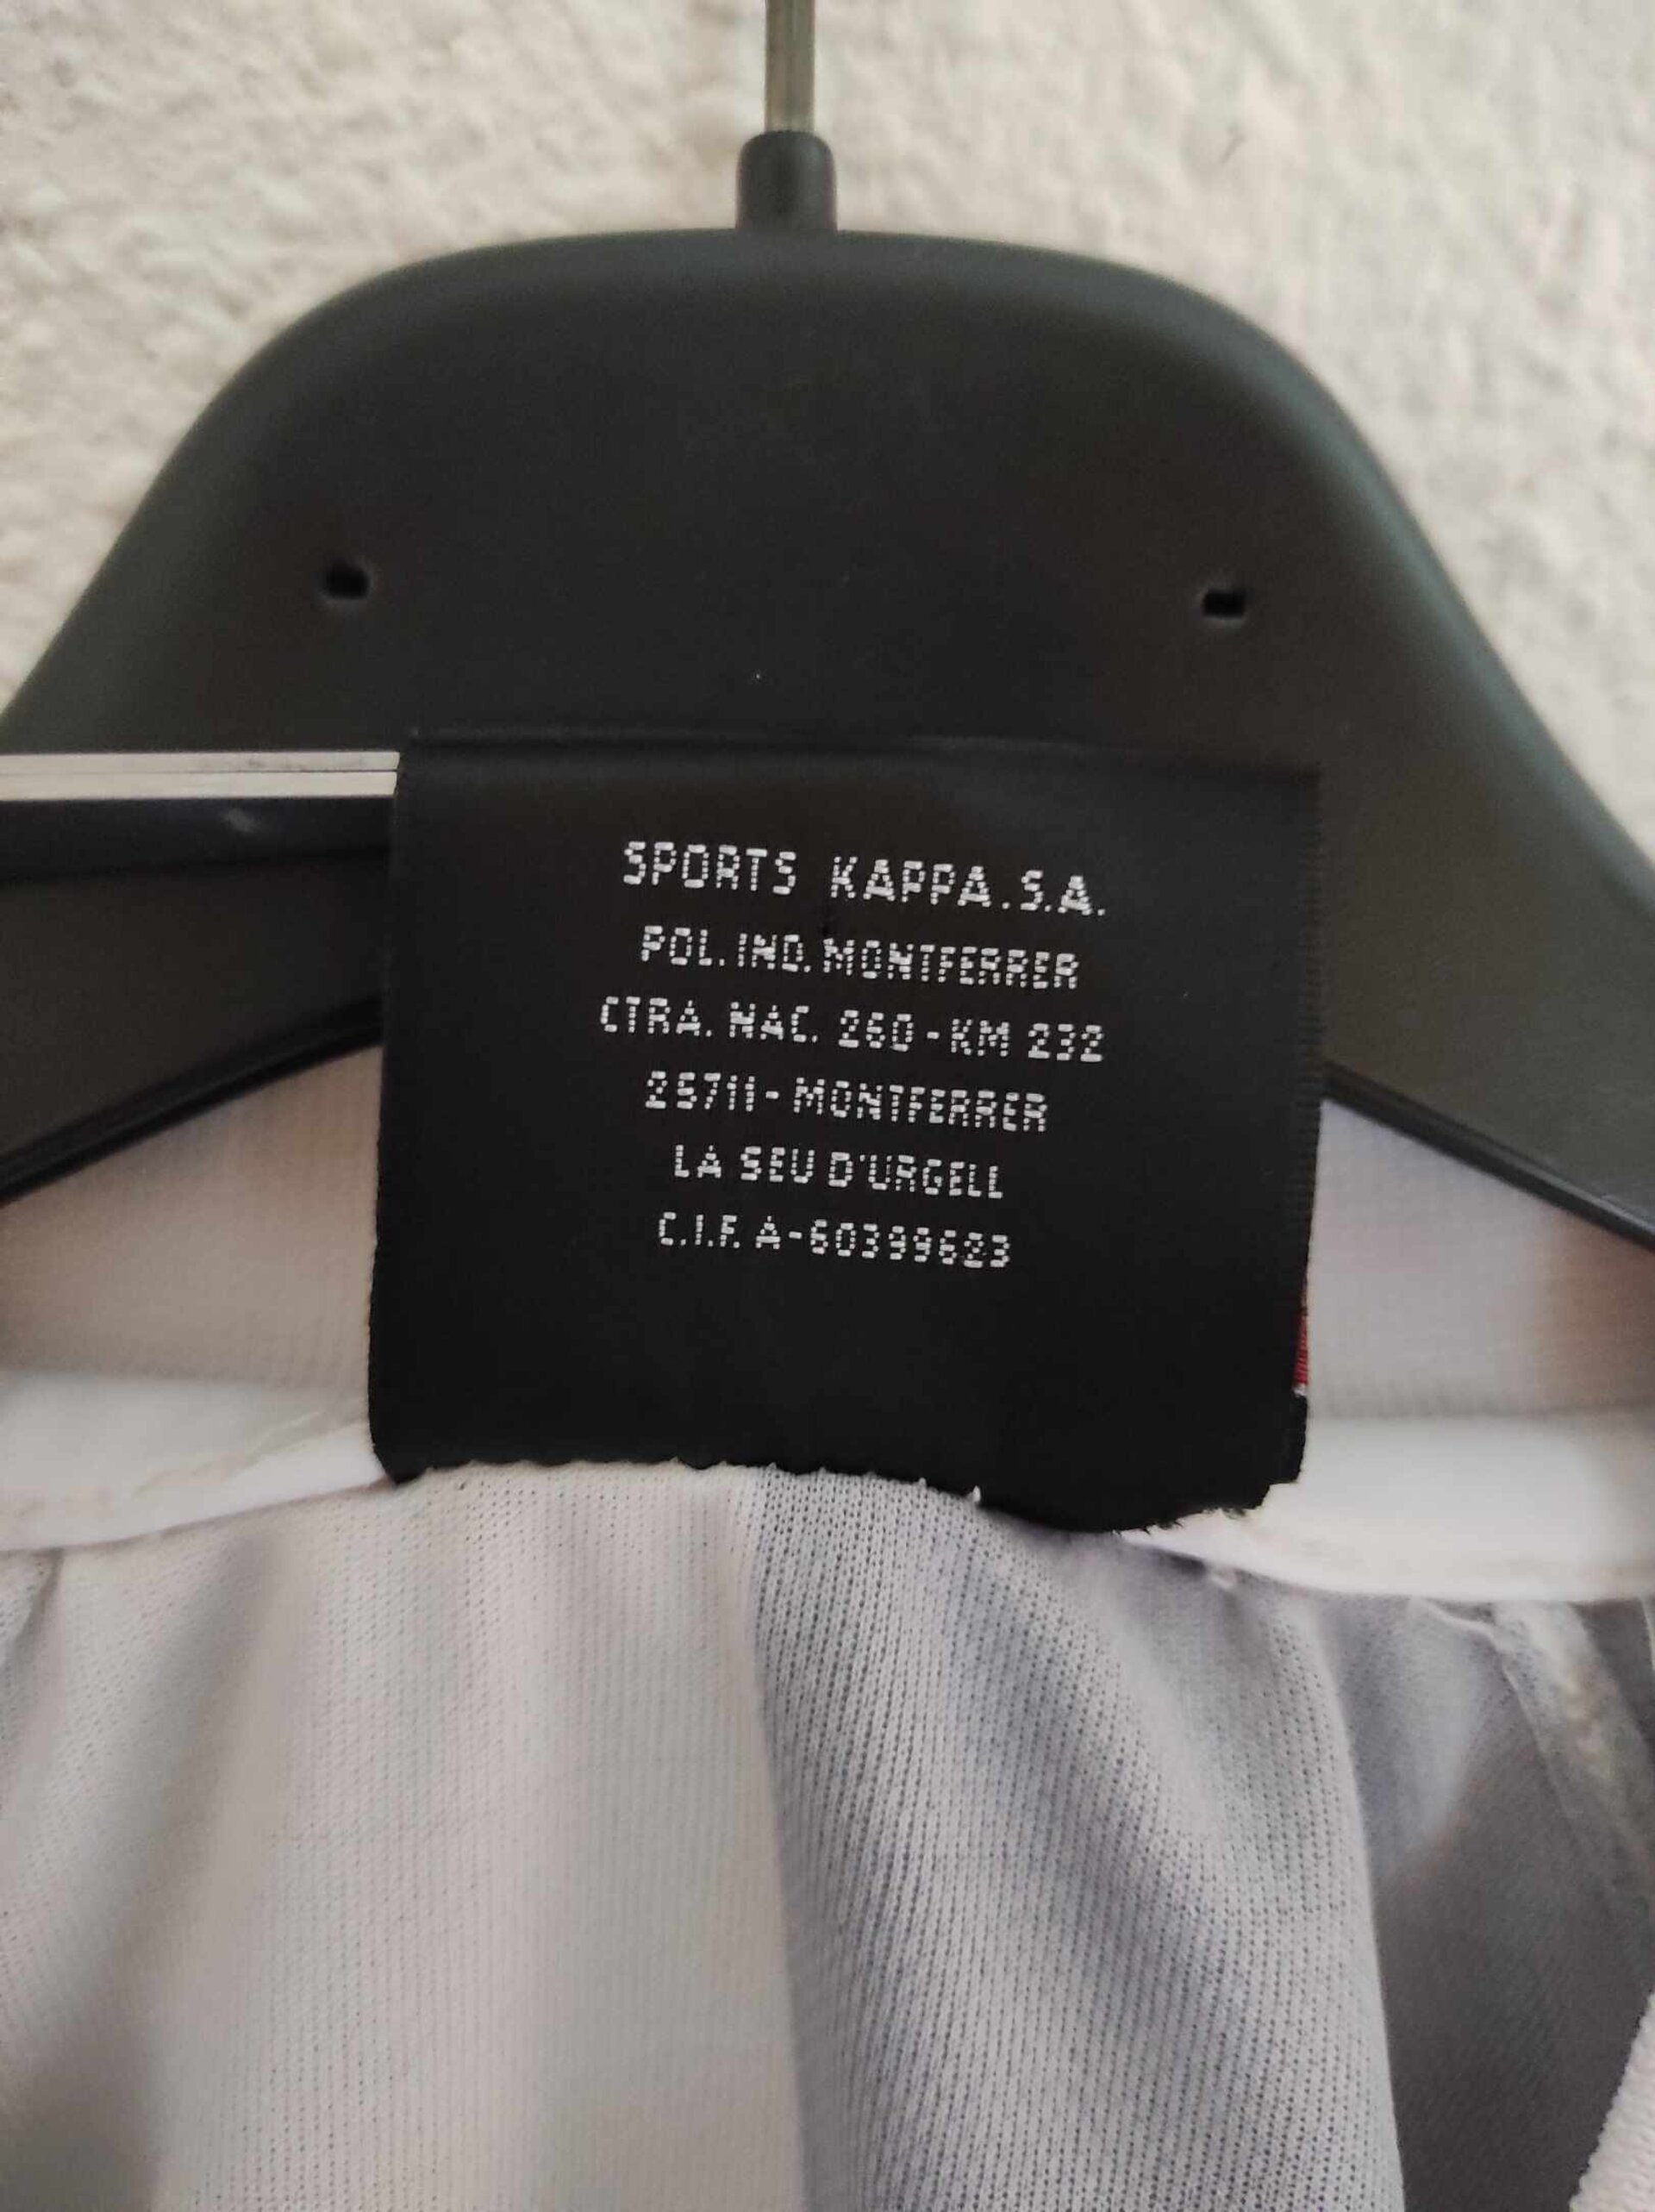 SPORTS KAPPA.S.A.
POL. IND. MONTFERRER
CTRA. NAC. 260 - KM 232
25711 - MONTFERRER
LA SEU D'URGELL
C.I.F. A-60399623